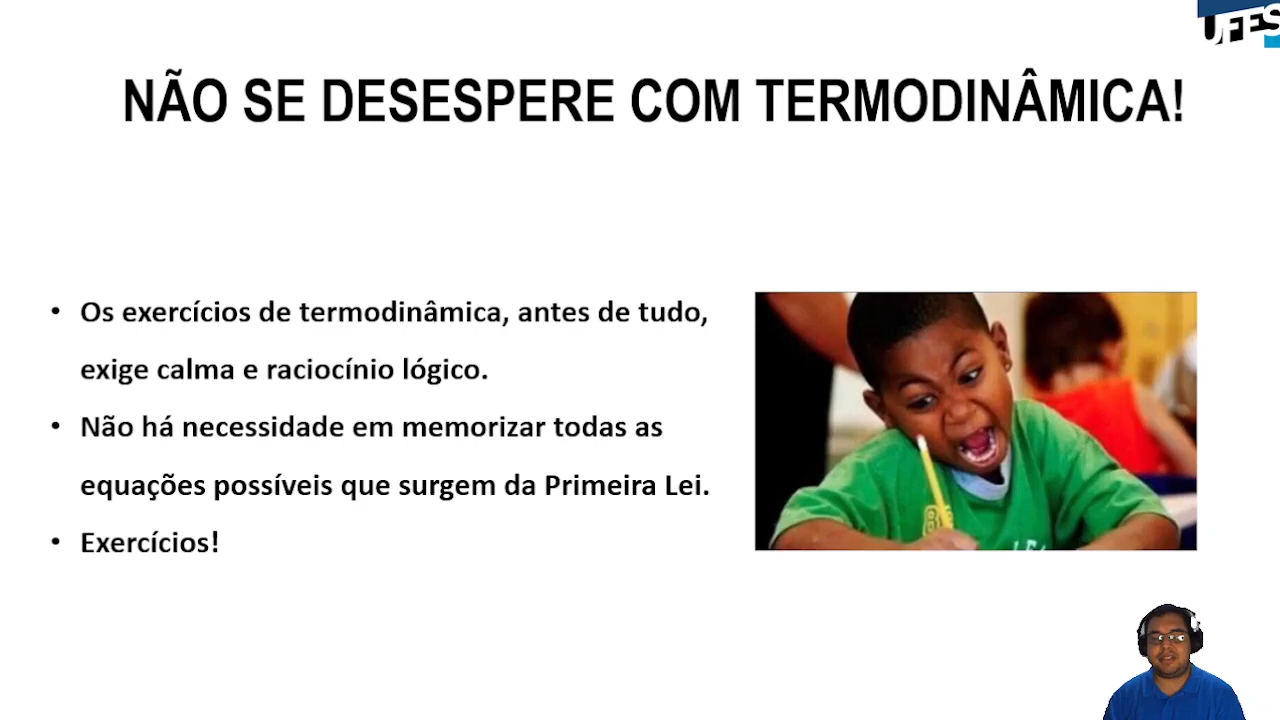 UFES
NÃO SE DESESPERE COM TERMODINÂMICA!
• Os exercícios de termodinâmica, antes de tudo,
exige calma e raciocínio lógico.
• Não há necessidade em memorizar todas as
equações possíveis que surgem da Primeira Lei.
• Exercícios!